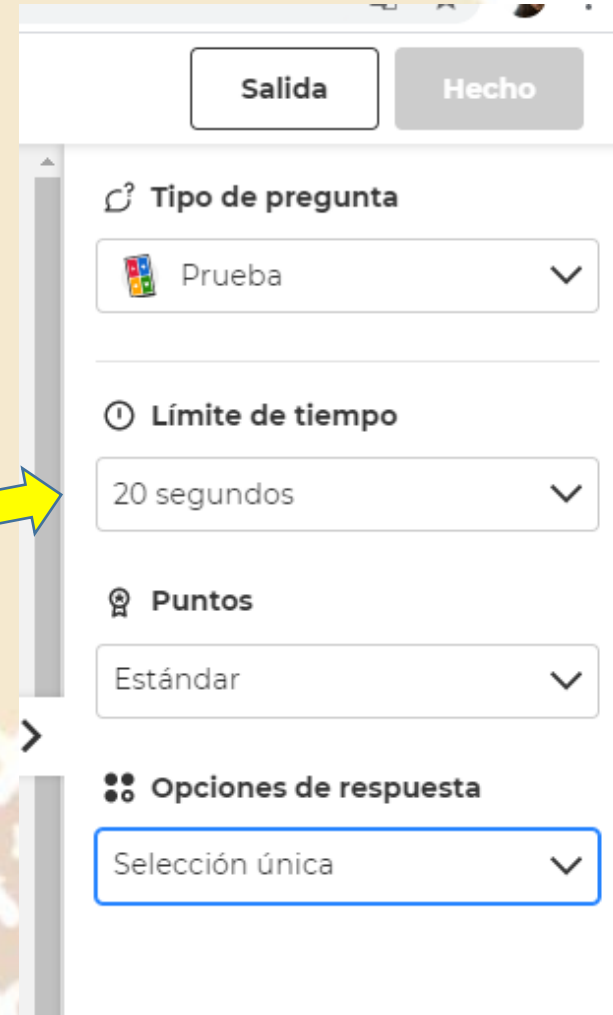 Salida
Hecho
Tipo de pregunta
Prueba
Límite de tiempo
20 segundos
Puntos
Estándar
Opciones de respuesta
Selección única